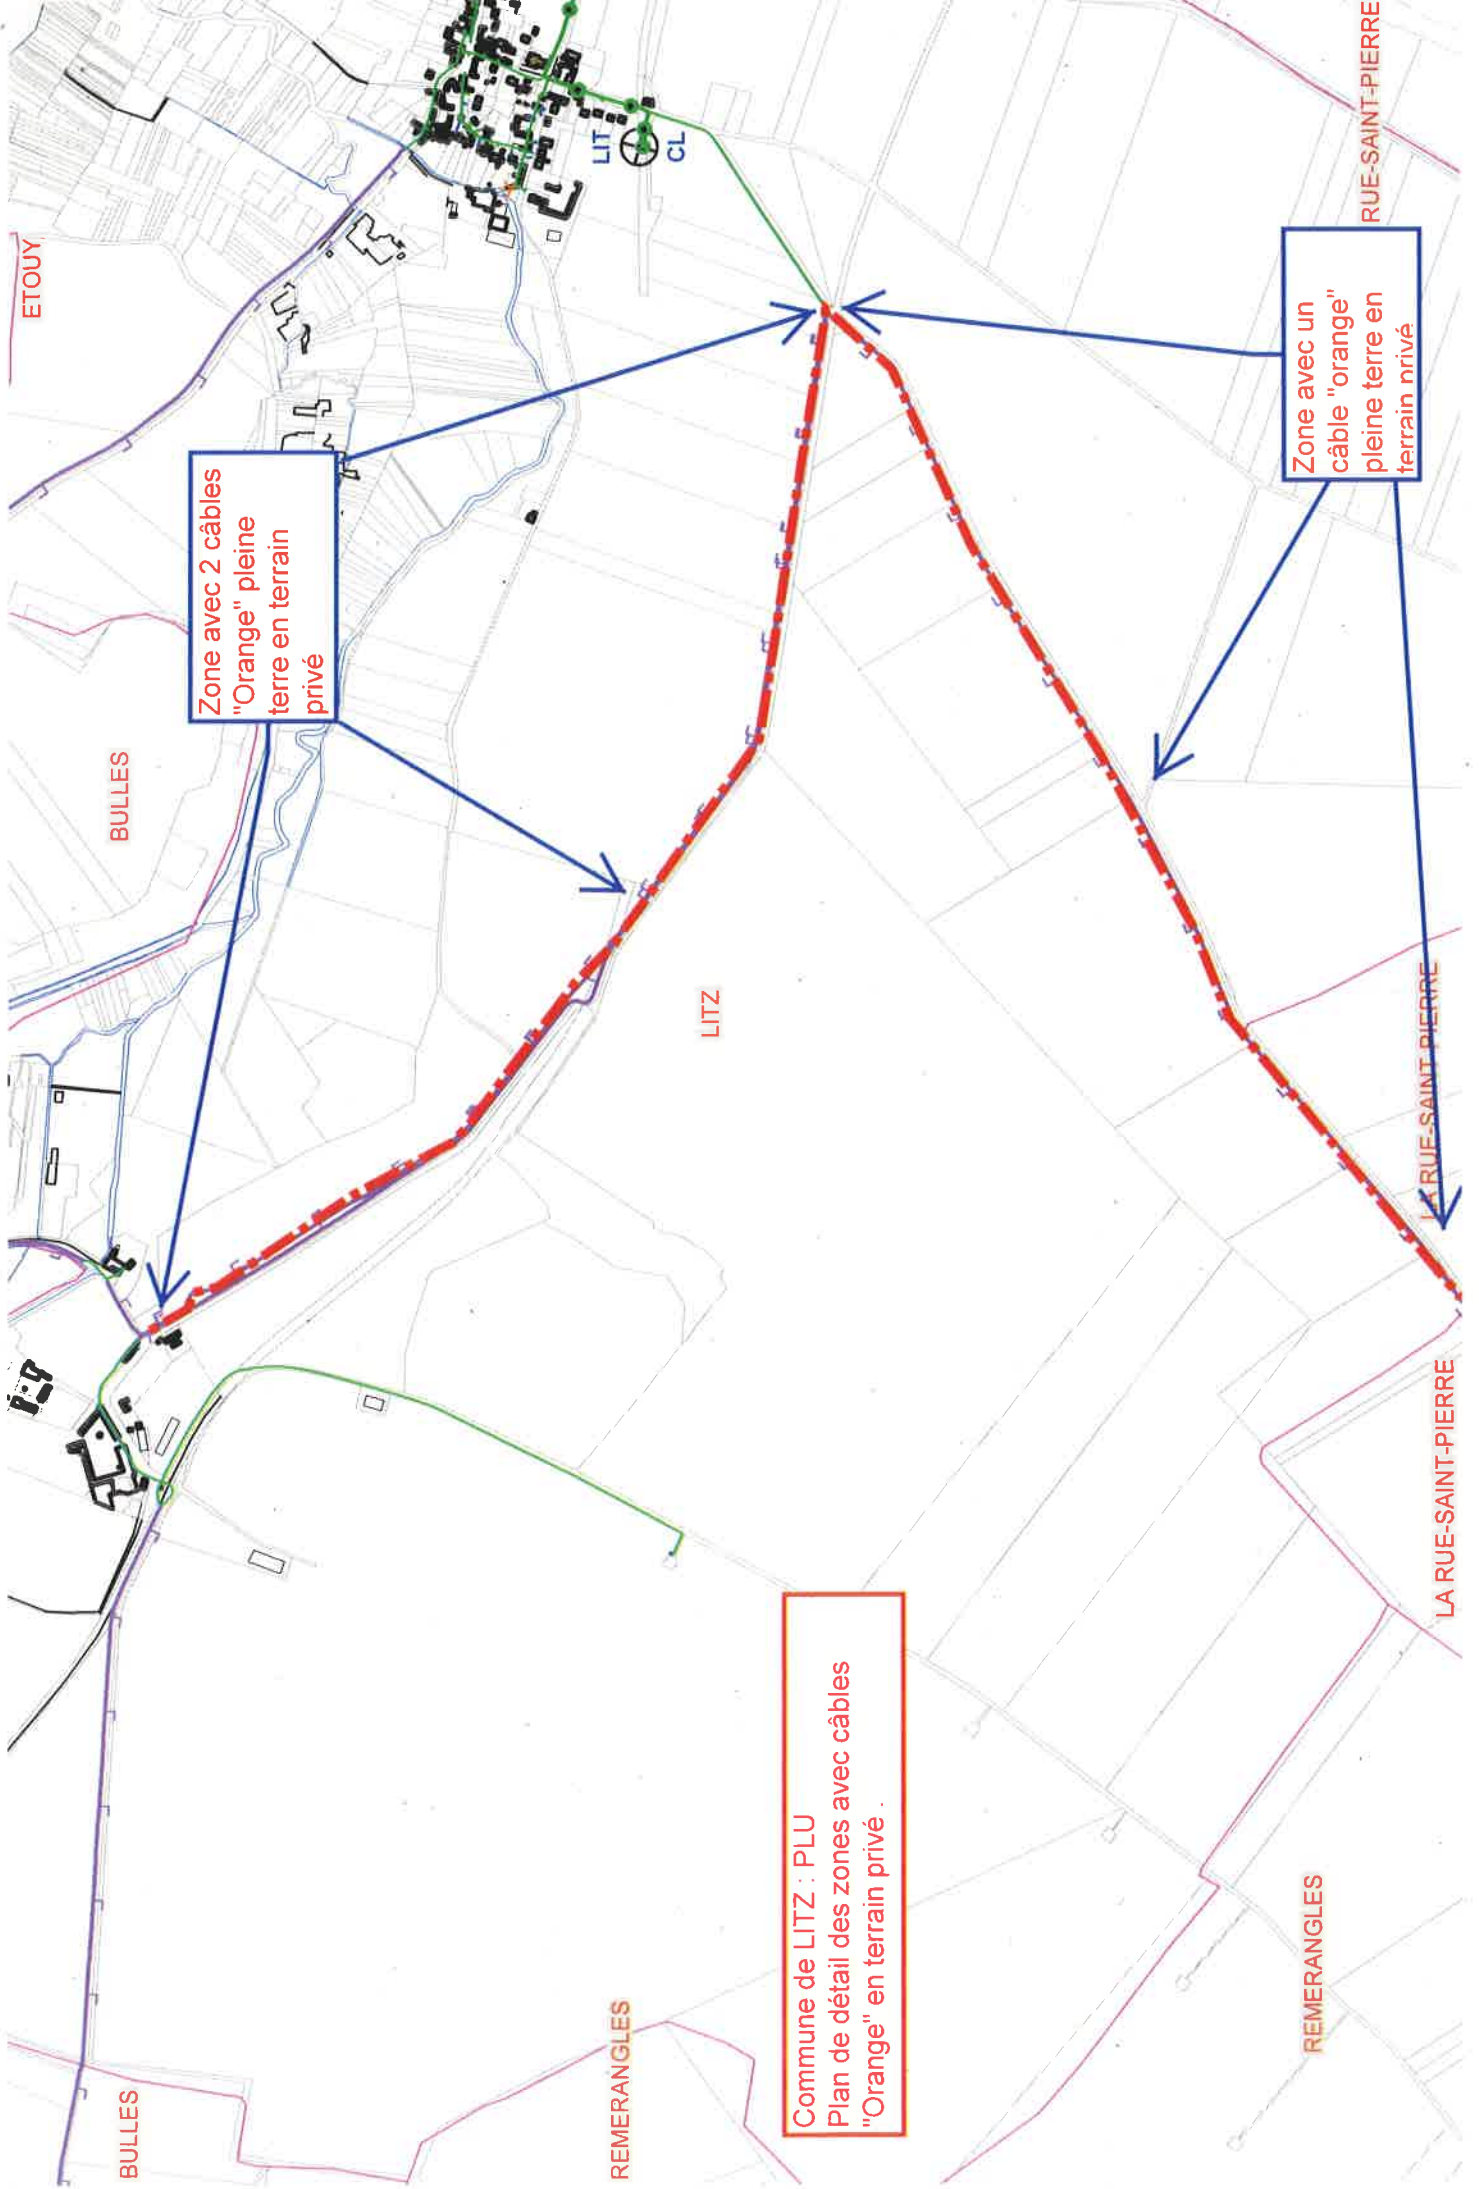 ETOUY
BULLES
Zone avec 2 câbles
"Orange" pleine
terre en terrain
privé
LIT
CL
RUE-SAINT-PIERRE
Zone avec un
câble "orange"
pleine terre en
terrain privé
LITZ
LA RUE-SAINT-PIERRE
LA RUE-SAINT-PIERRE
Commune de LITZ : PLU
Plan de détail des zones avec câbles
"Orange" en terrain privé .
BULLES
REMERANGLES
REMERANGLES